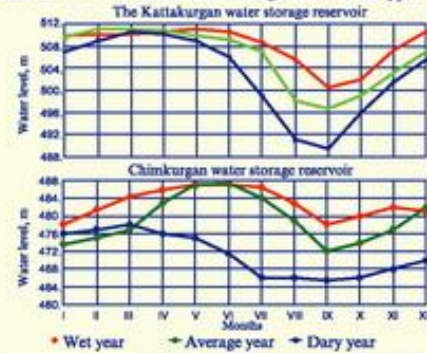 The Kattakurgan water storage reservoir
Water level, m
512
508
504
500
496
492
488
Chimkurgan water storage reservoir
Water level, m
488
484
480
476
472
468
464
460
I II III IV V VI VII VIII IX X XI
Months
Wet year Average year Dary year